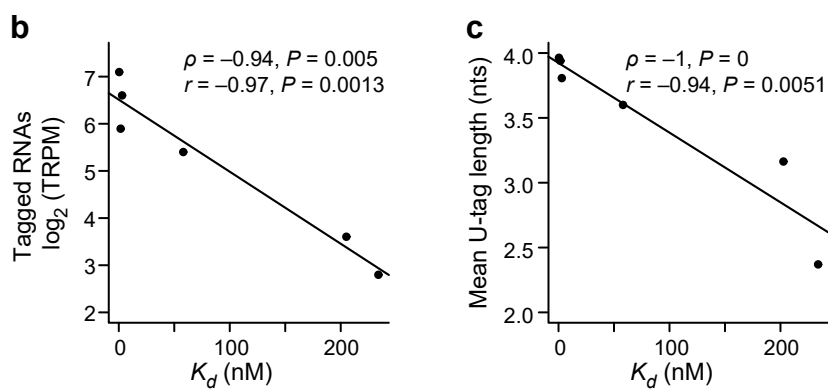 b
ρ = –0.94, P = 0.005
r = –0.97, P = 0.0013
Tagged RNAs
log2 (TRPM)
7
6
5
4
3
2
0
100
200
Kd (nM)
c
ρ = –1, P = 0
r = –0.94, P = 0.0051
Mean U-tag length (nts)
4.0
3.5
3.0
2.5
2.0
0
100
200
Kd (nM)